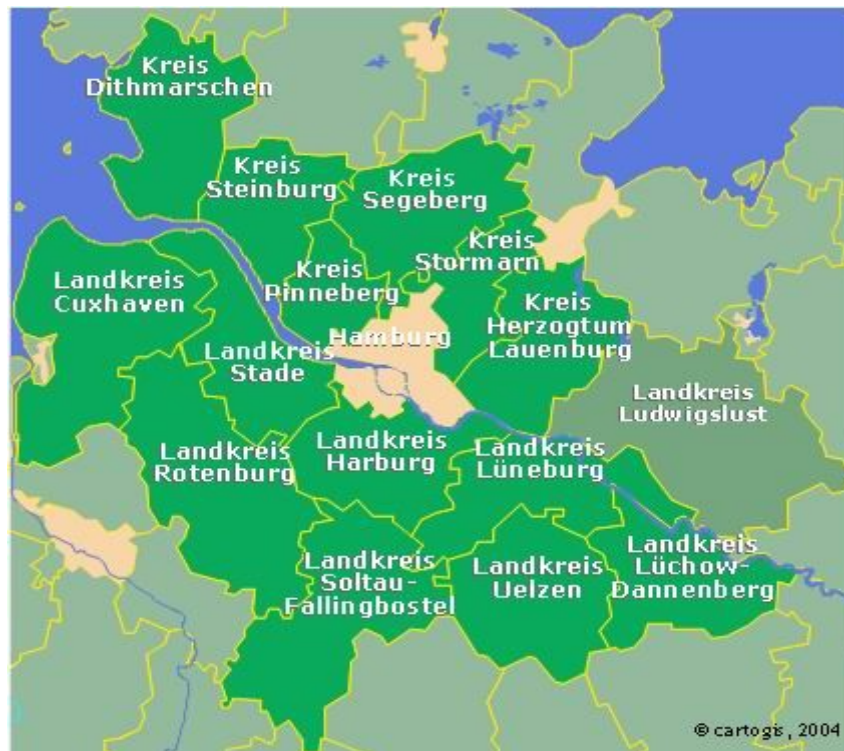 Kreis
Dithmarschen
Kreis
Steinburg
Kreis
Segeberg
Kreis
Stormarn
Landkreis
Cuxhaven
Kreis
Pinneberg
Kreis
Herzogtum
Lauenburg
Hamburg
Landkreis
Stade
Landkreis
Ludwigslust
Landkreis
Rotenburg
Landkreis
Harburg
Landkreis
Lüneburg
Landkreis
Soltau-
Fallingbostel
Landkreis
Uelzen
Landkreis
Lüchow-
Dannenberg
© cartogis, 2004